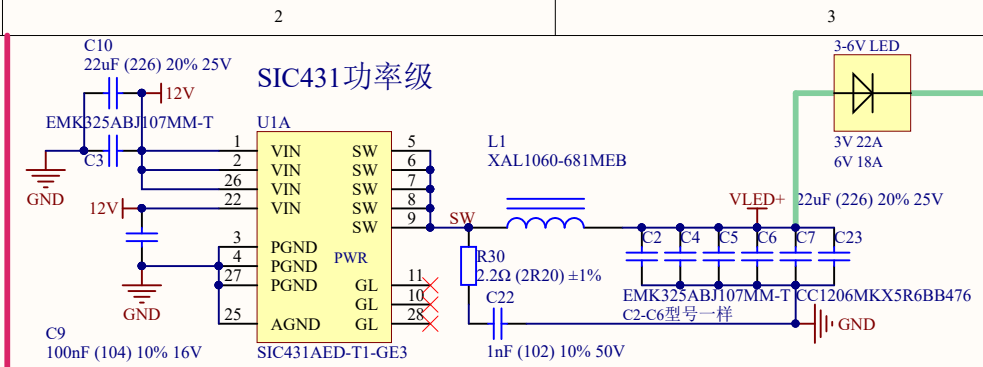 2
3
C10
22uF (226) 20% 25V
SIC431功率级
3-6V LED
12V
EMK325ABJ107MM-T
U1A
C3
GND
1 VIN SW 5
2 VIN SW 6
26 VIN SW 7
22 VIN SW 8
SW 9
12V
3 PGND
4 PGND PWR
27 PGND GL 11
GL 10
25 AGND GL 28
GND
C9
100nF (104) 10% 16V
SIC431AED-T1-GE3
L1
XAL1060-681MEB
SW
R30
2.2Ω (2R20) ±1%
C22
1nF (102) 10% 50V
3V 22A
6V 18A
VLED+
22uF (226) 20% 25V
C2 C4 C5 C6 C7 C23
EMK325ABJ107MM-T
CC1206MKX5R6BB476
C2-C6型号一样
GND